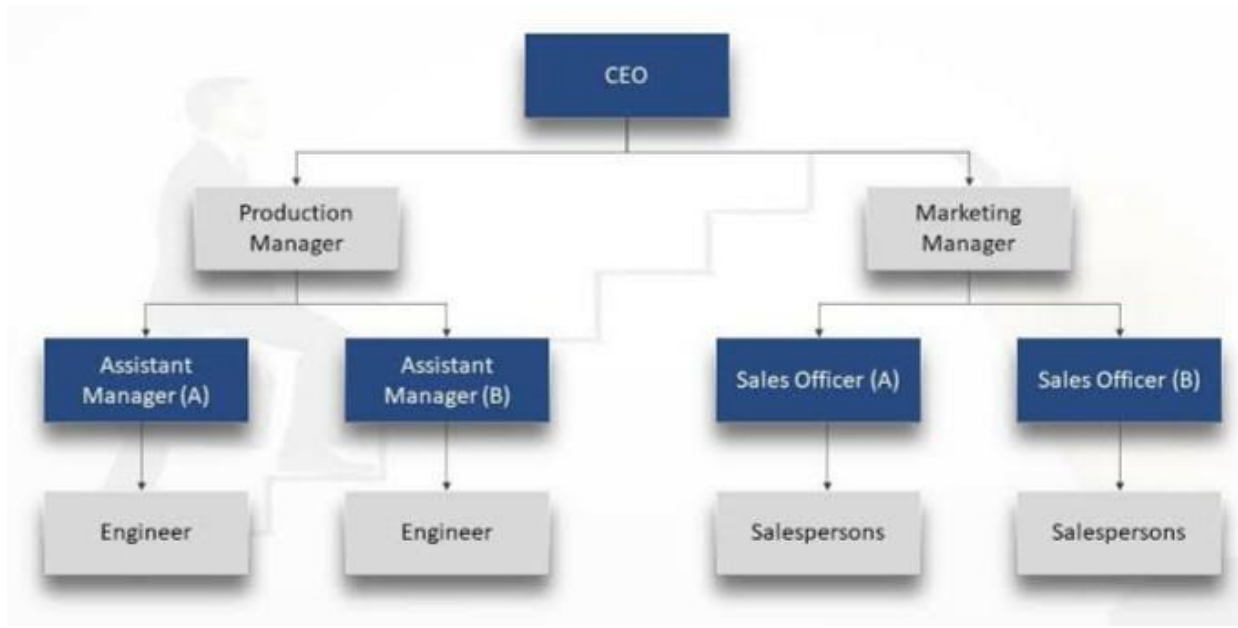 CEO
Production
Manager
Marketing
Manager
Assistant
Manager (A)
Assistant
Manager (B)
Sales Officer (A)
Sales Officer (B)
Engineer
Engineer
Salespersons
Salespersons